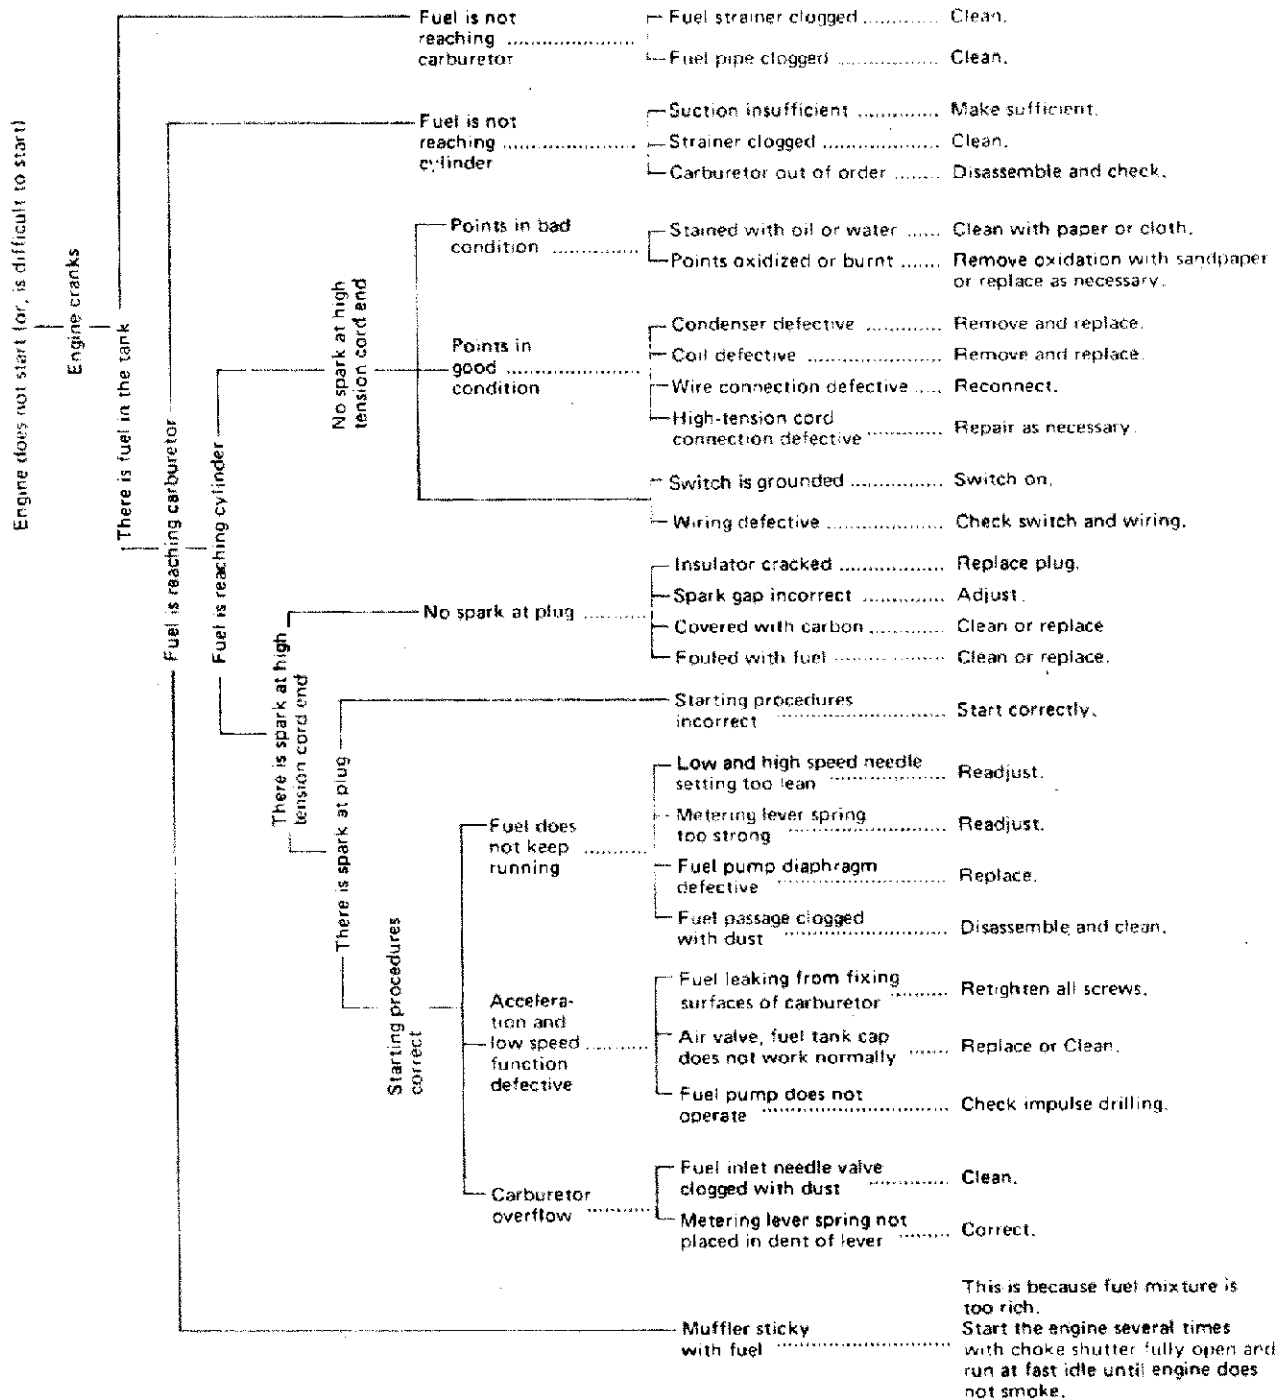 Engine does not start (or, is difficult to start)
Engine cranks
There is fuel in the tank
Fuel is reaching carburetor
Fuel is reaching cylinder
There is spark at high
tension cord end
There is spark at plug
Starting procedures
correct
Fuel is not
reaching
carburetor
Fuel strainer clogged Clean.
Fuel pipe clogged Clean.
Fuel is not
reaching
cylinder
Suction insufficient Make sufficient.
Strainer clogged Clean.
Carburetor out of order Disassemble and check.
No spark at high
tension cord end
Points in bad
condition
Stained with oil or water Clean with paper or cloth.
Points oxidized or burnt Remove oxidation with sandpaper
or replace as necessary.
Points in
good
condition
Condenser defective Remove and replace.
Coil defective Remove and replace.
Wire connection defective Reconnect.
High-tension cord
connection defective Repair as necessary.
Switch is grounded Switch on.
Wiring defective Check switch and wiring.
No spark at plug
Insulator cracked Replace plug.
Spark gap incorrect Adjust.
Covered with carbon Clean or replace
Fouled with fuel Clean or replace.
Starting procedures
incorrect Start correctly.
Fuel does
not keep
running
Low and high speed needle
setting too lean Readjust.
Metering lever spring
too strong Readjust.
Fuel pump diaphragm
defective Replace.
Fuel passage clogged
with dust Disassemble and clean.
Accelera-
tion and
low speed
function
defective
Fuel leaking from fixing
surfaces of carburetor Retighten all screws.
Air valve, fuel tank cap
does not work normally Replace or Clean.
Fuel pump does not
operate Check impulse drilling.
Carburetor
overflow
Fuel inlet needle valve
clogged with dust Clean.
Metering lever spring not
placed in dent of lever Correct.
Muffler sticky
with fuel
This is because fuel mixture is
too rich.
Start the engine several times
with choke shutter fully open and
run at fast idle until engine does
not smoke.